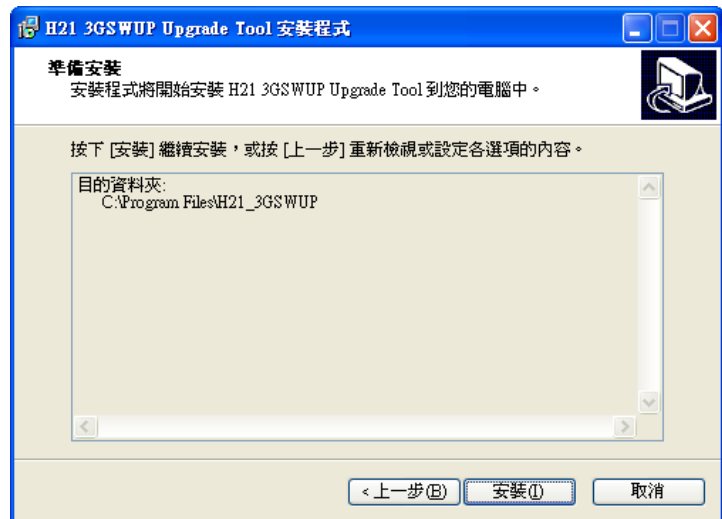 H21 3GSWUP Upgrade Tool 安裝程式
準備安裝
安裝程式將開始安裝 H21 3GSWUP Upgrade Tool 到您的電腦中。
按下 [安裝] 繼續安裝，或按 [上一步] 重新檢視或設定各選項的內容。
目的資料夾:
C:\Program Files\H21_3GSWUP
< 上一步(B)
安裝(I)
取消